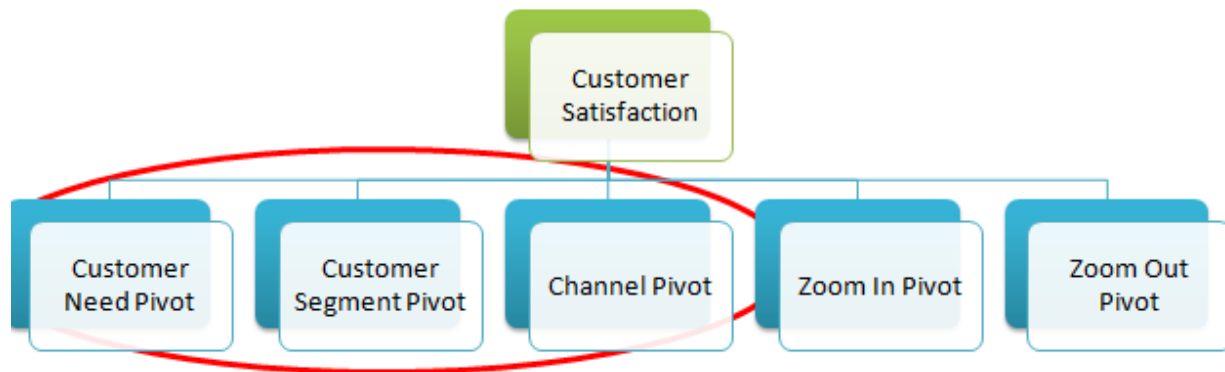 Customer
Satisfaction
Customer
Need Pivot
Customer
Segment Pivot
Channel Pivot
Zoom In Pivot
Zoom Out
Pivot